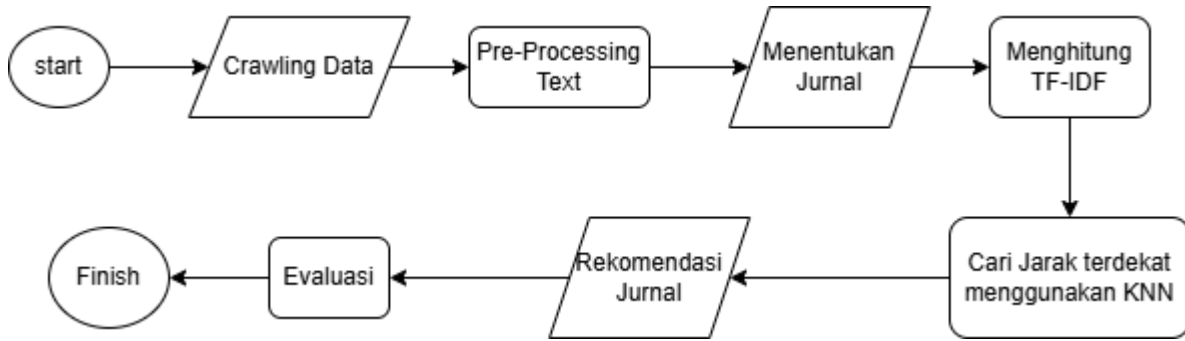 start
Crawling Data
Pre-Processing
Text
Menentukan
Jurnal
Menghitung
TF-IDF
Cari Jarak terdekat
menggunakan KNN
Rekomendasi
Jurnal
Evaluasi
Finish